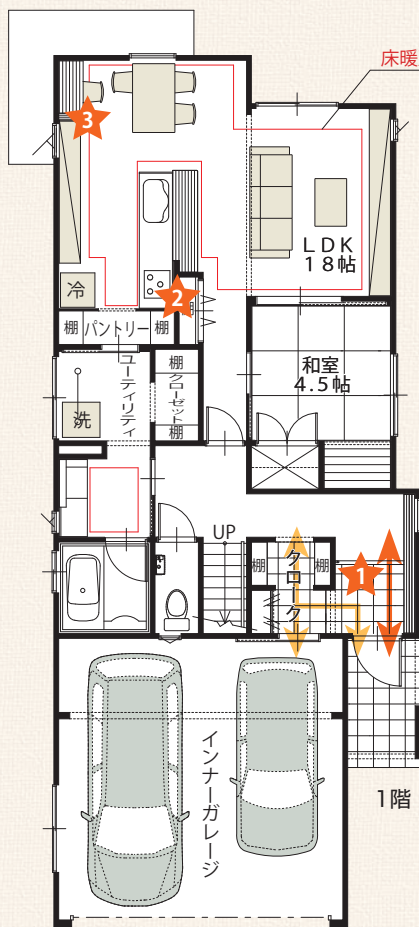 床暖
3
LDK
18帖
冷
2
棚
棚
パントリー
棚
和室
4.5帖
ユーティリティ
棚
クローゼット
棚
洗
UP
棚
タローク
棚
1
インナーガレージ
1階